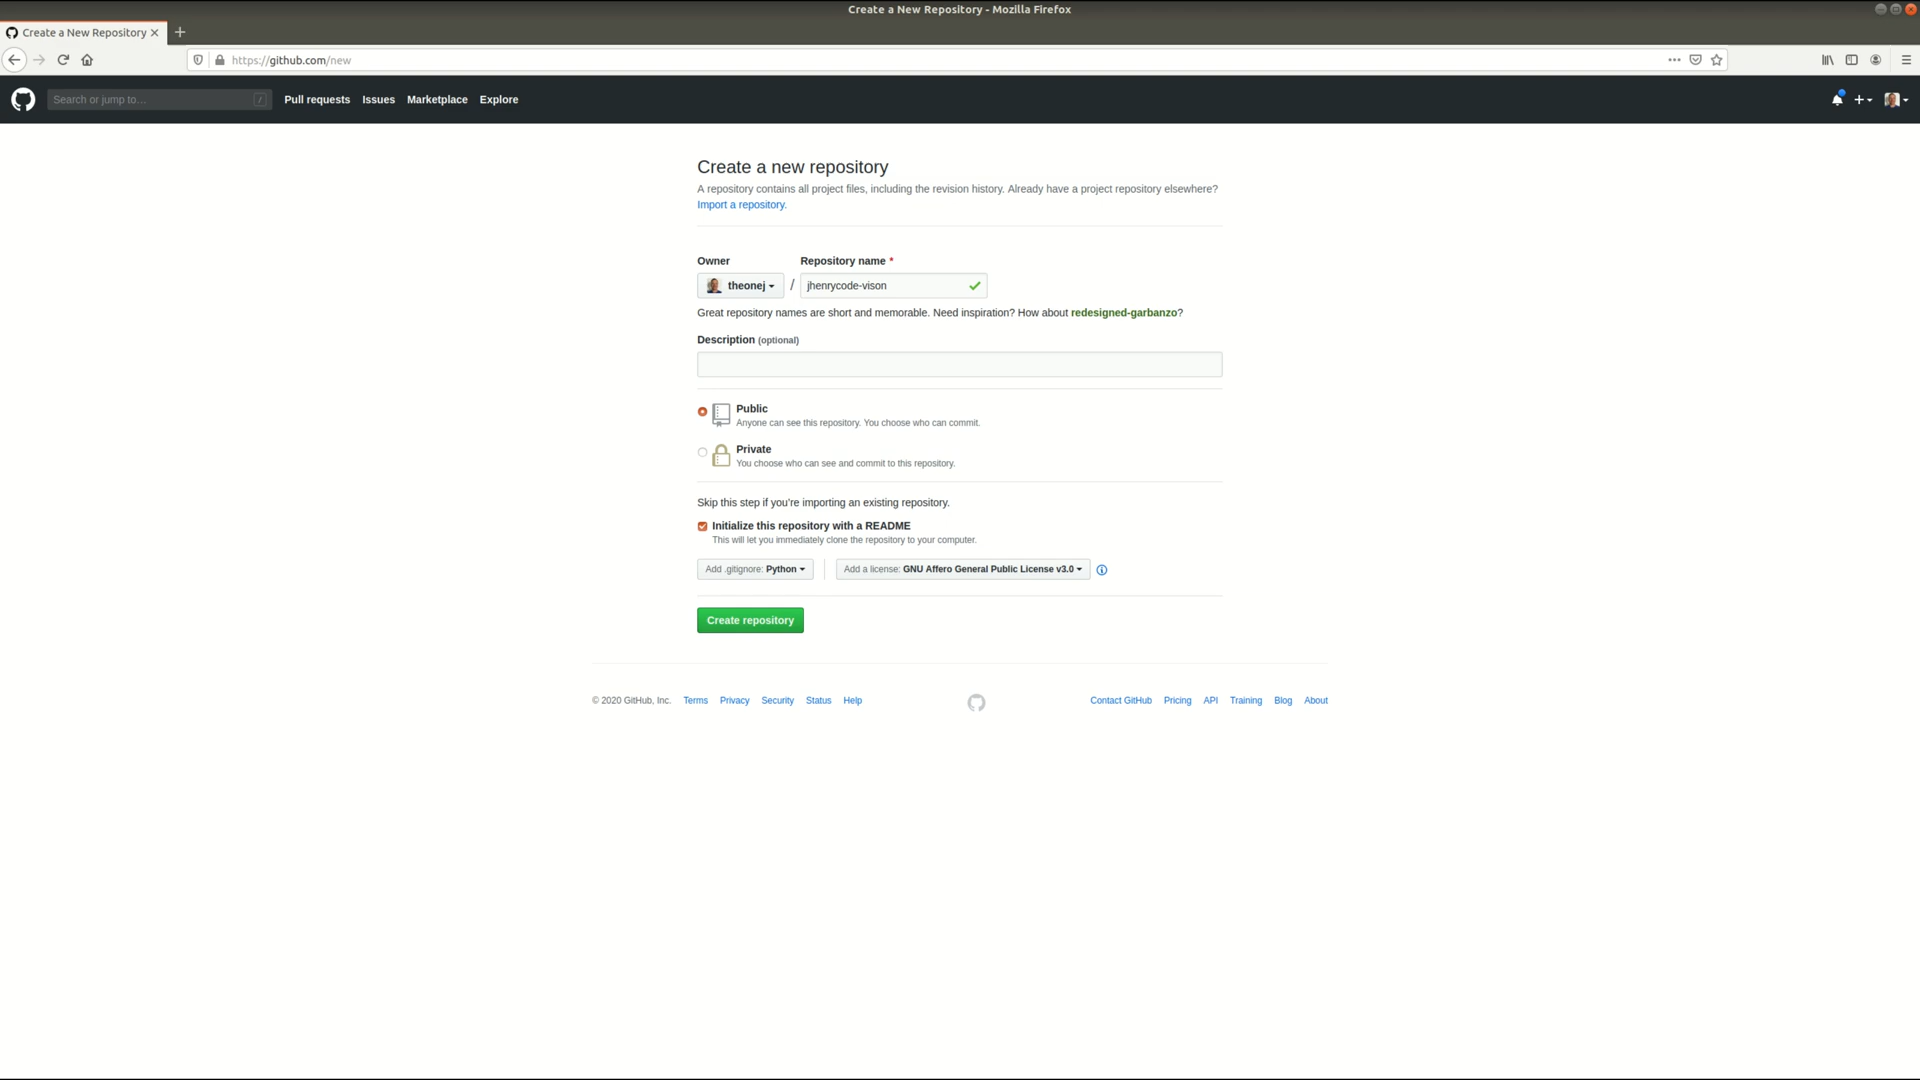 Create a New Repository - Mozilla Firefox
Create a New Repository
https://github.com/new
Search or jump to… /
Pull requests Issues Marketplace Explore
Create a new repository
A repository contains all project files, including the revision history. Already have a project repository elsewhere?
Import a repository.
Owner Repository name *
theonej / jhenrycode-vison
Great repository names are short and memorable. Need inspiration? How about redesigned-garbanzo?
Description (optional)
Public
Anyone can see this repository. You choose who can commit.
Private
You choose who can see and commit to this repository.
Skip this step if you’re importing an existing repository.
Initialize this repository with a README
This will let you immediately clone the repository to your computer.
Add .gitignore: Python Add a license: GNU Affero General Public License v3.0
Create repository
© 2020 GitHub, Inc. Terms Privacy Security Status Help Contact GitHub Pricing API Training Blog About